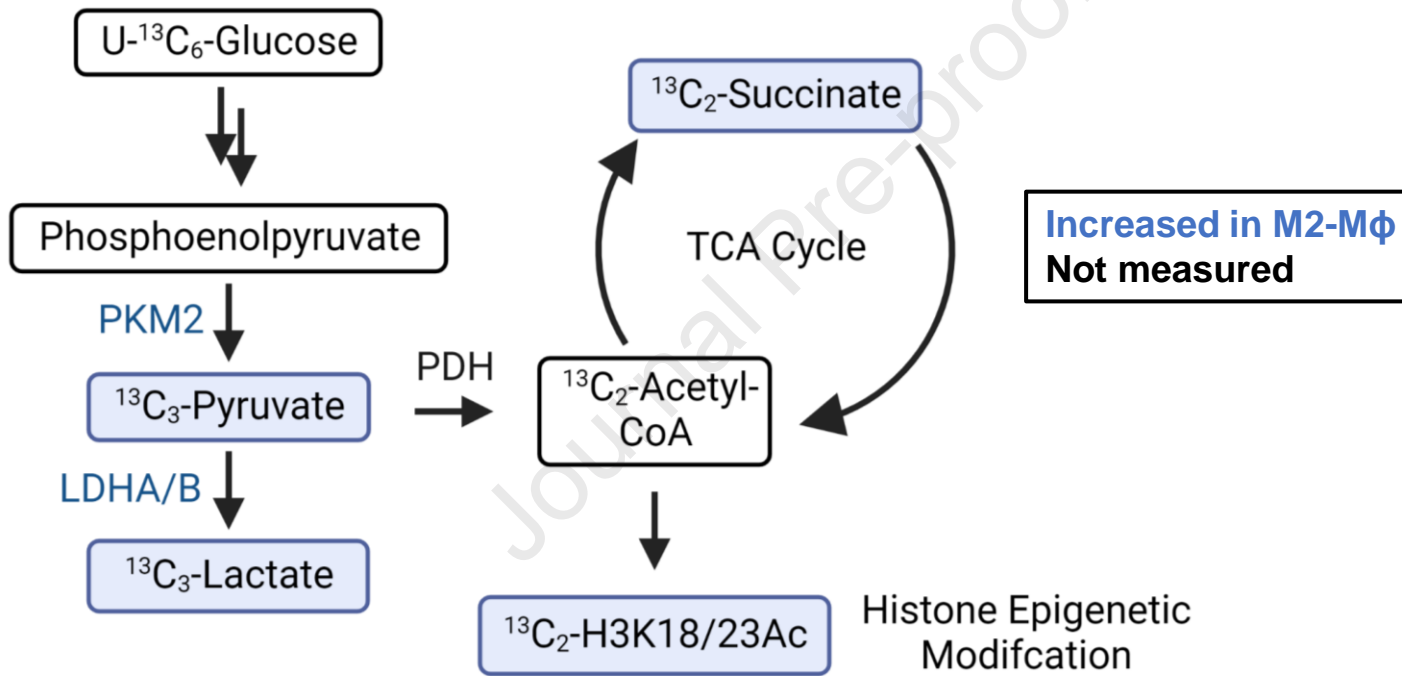 U-¹³C₆-Glucose
Phosphoenolpyruvate
PKM2
¹³C₃-Pyruvate
LDHA/B
¹³C₃-Lactate
PDH
¹³C₂-Succinate
TCA Cycle
¹³C₂-Acetyl-
CoA
¹³C₂-H3K18/23Ac
Histone Epigenetic
Modifcation
Increased in M2-Mϕ
Not measured
Journal Pre-proo